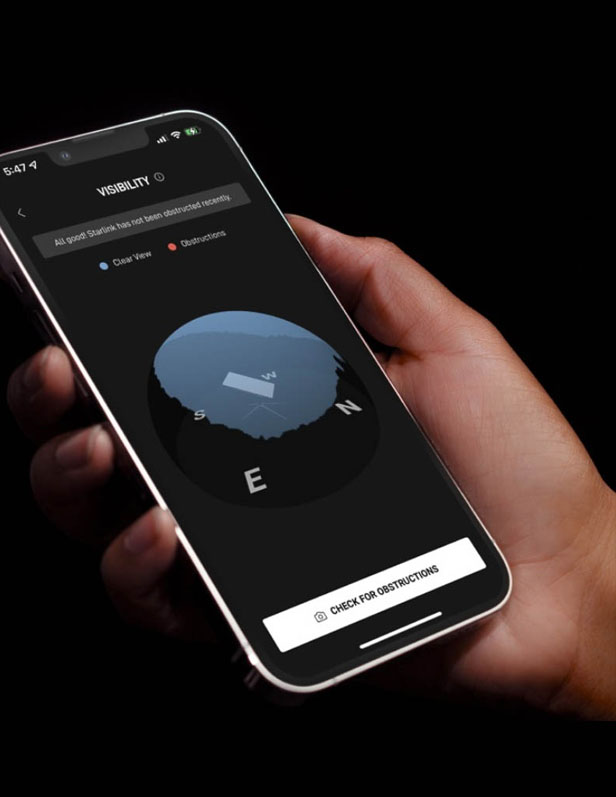 5:47
VISIBILITY
All good! Starlink has not been obstructed recently.
Clear View
Obstructions
W
S
N
E
CHECK FOR OBSTRUCTIONS